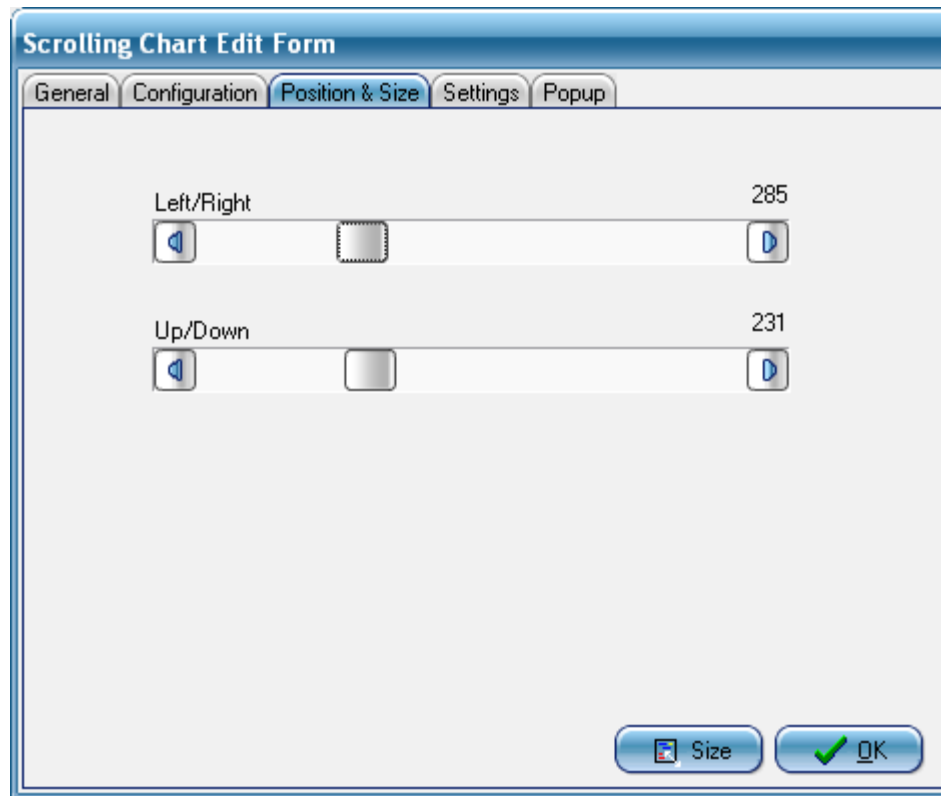 Scrolling Chart Edit Form
General Configuration Position & Size Settings Popup
Left/Right 285
Up/Down 231
Size OK